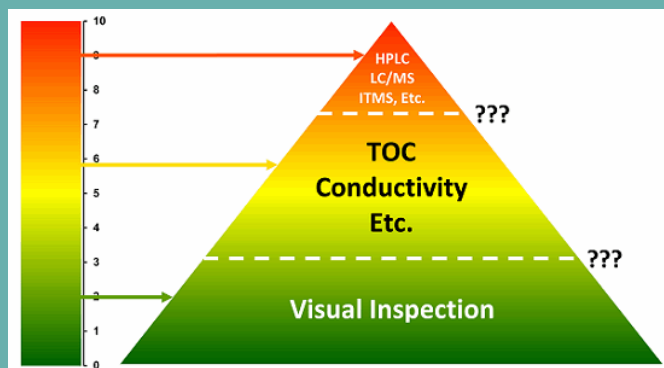 10
9
8
7
6
5
4
3
2
1
0
HPLC
LC/MS
ITMS, Etc.
???
TOC
Conductivity
Etc.
???
Visual Inspection